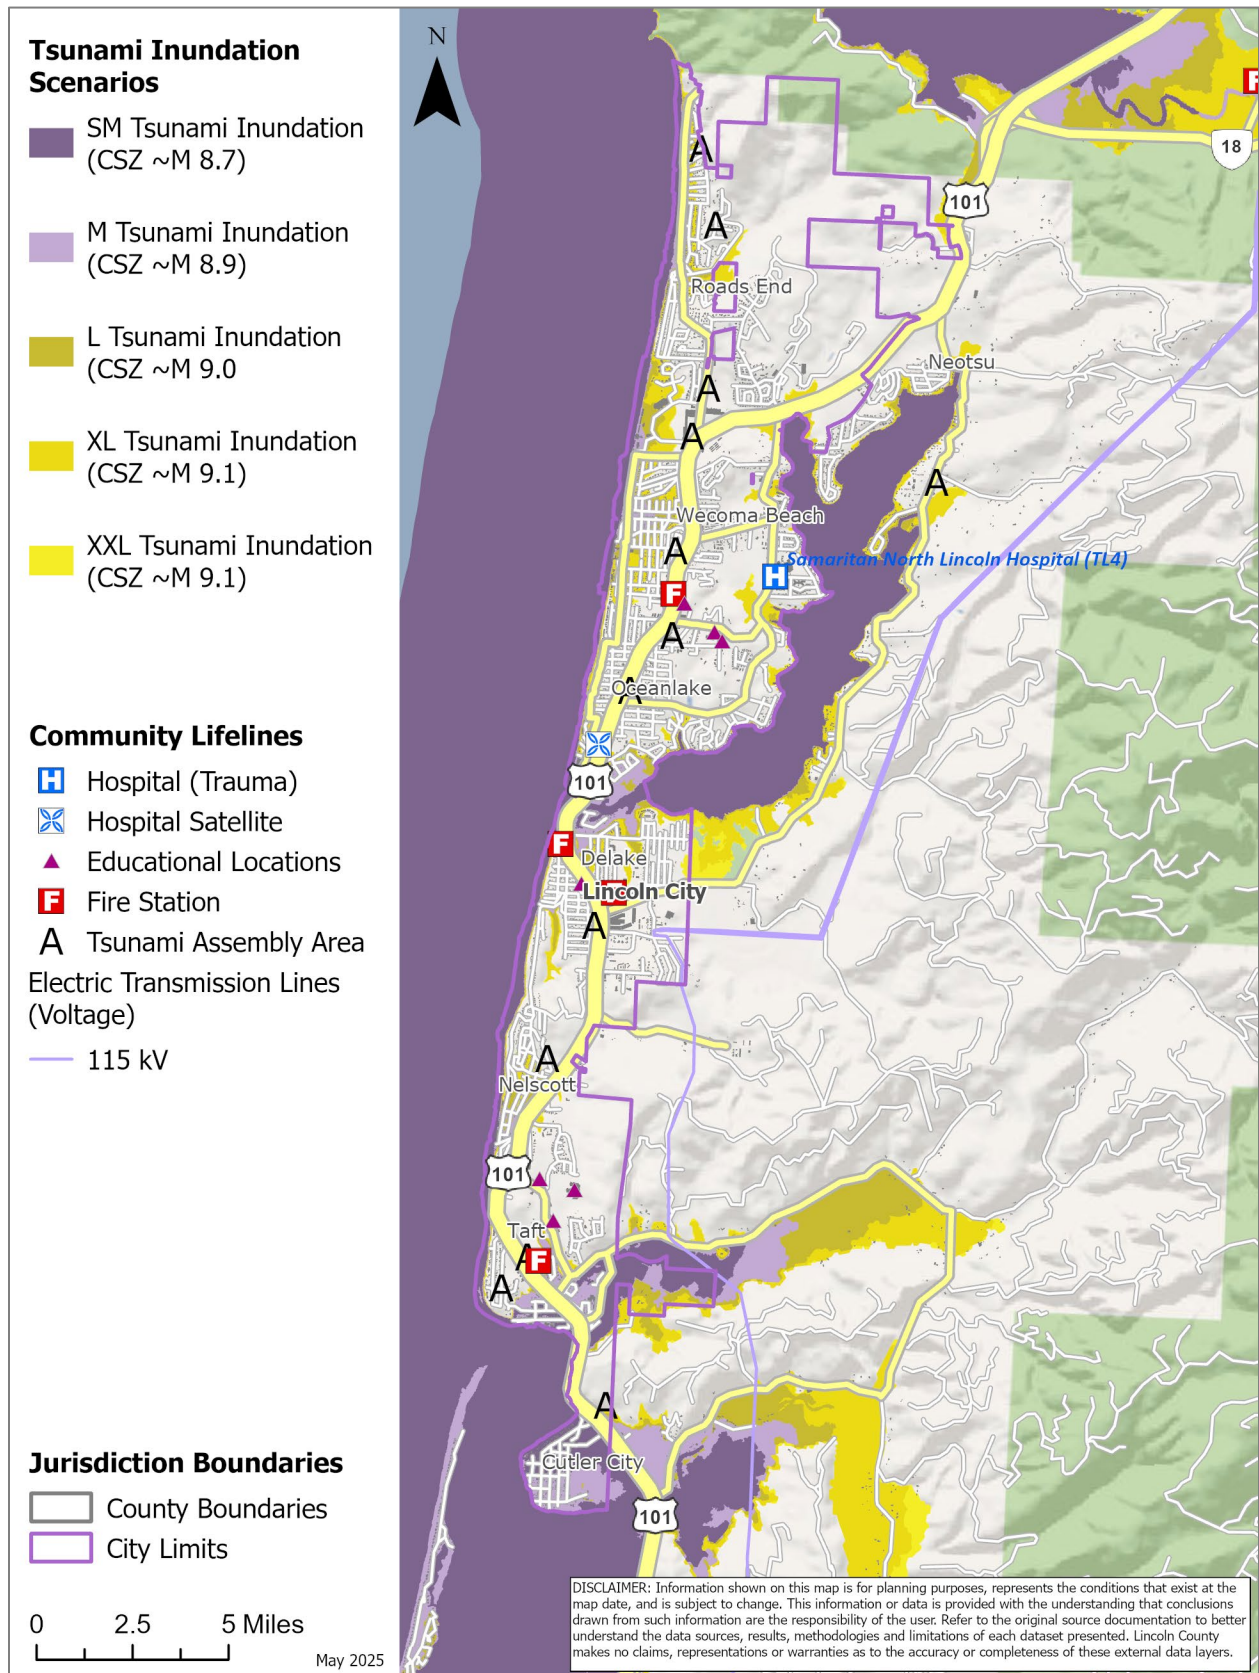 Tsunami Inundation
Scenarios
SM Tsunami Inundation
(CSZ ~M 8.7)
M Tsunami Inundation
(CSZ ~M 8.9)
L Tsunami Inundation
(CSZ ~M 9.0
XL Tsunami Inundation
(CSZ ~M 9.1)
XXL Tsunami Inundation
(CSZ ~M 9.1)
Community Lifelines
H Hospital (Trauma)
Hospital Satellite
Educational Locations
F Fire Station
A Tsunami Assembly Area
Electric Transmission Lines
(Voltage)
115 kV
Jurisdiction Boundaries
County Boundaries
City Limits
0 2.5 5 Miles
May 2025
N
F
18
101
A
A
Roads End
Neotsu
A
A
A
Wecoma Beach
A
Samaritan North Lincoln Hospital (TL4)
H
F
A
Oceanlake
A
101
F
Delake
Lincoln City
A
A
Nelscott
101
Taft
A
F
A
A
Cutler City
101
DISCLAIMER: Information shown on this map is for planning purposes, represents the conditions that exist at the
map date, and is subject to change. This information or data is provided with the understanding that conclusions
drawn from such information are the responsibility of the user. Refer to the original source documentation to better
understand the data sources, results, methodologies and limitations of each dataset presented. Lincoln County
makes no claims, representations or warranties as to the accuracy or completeness of these external data layers.